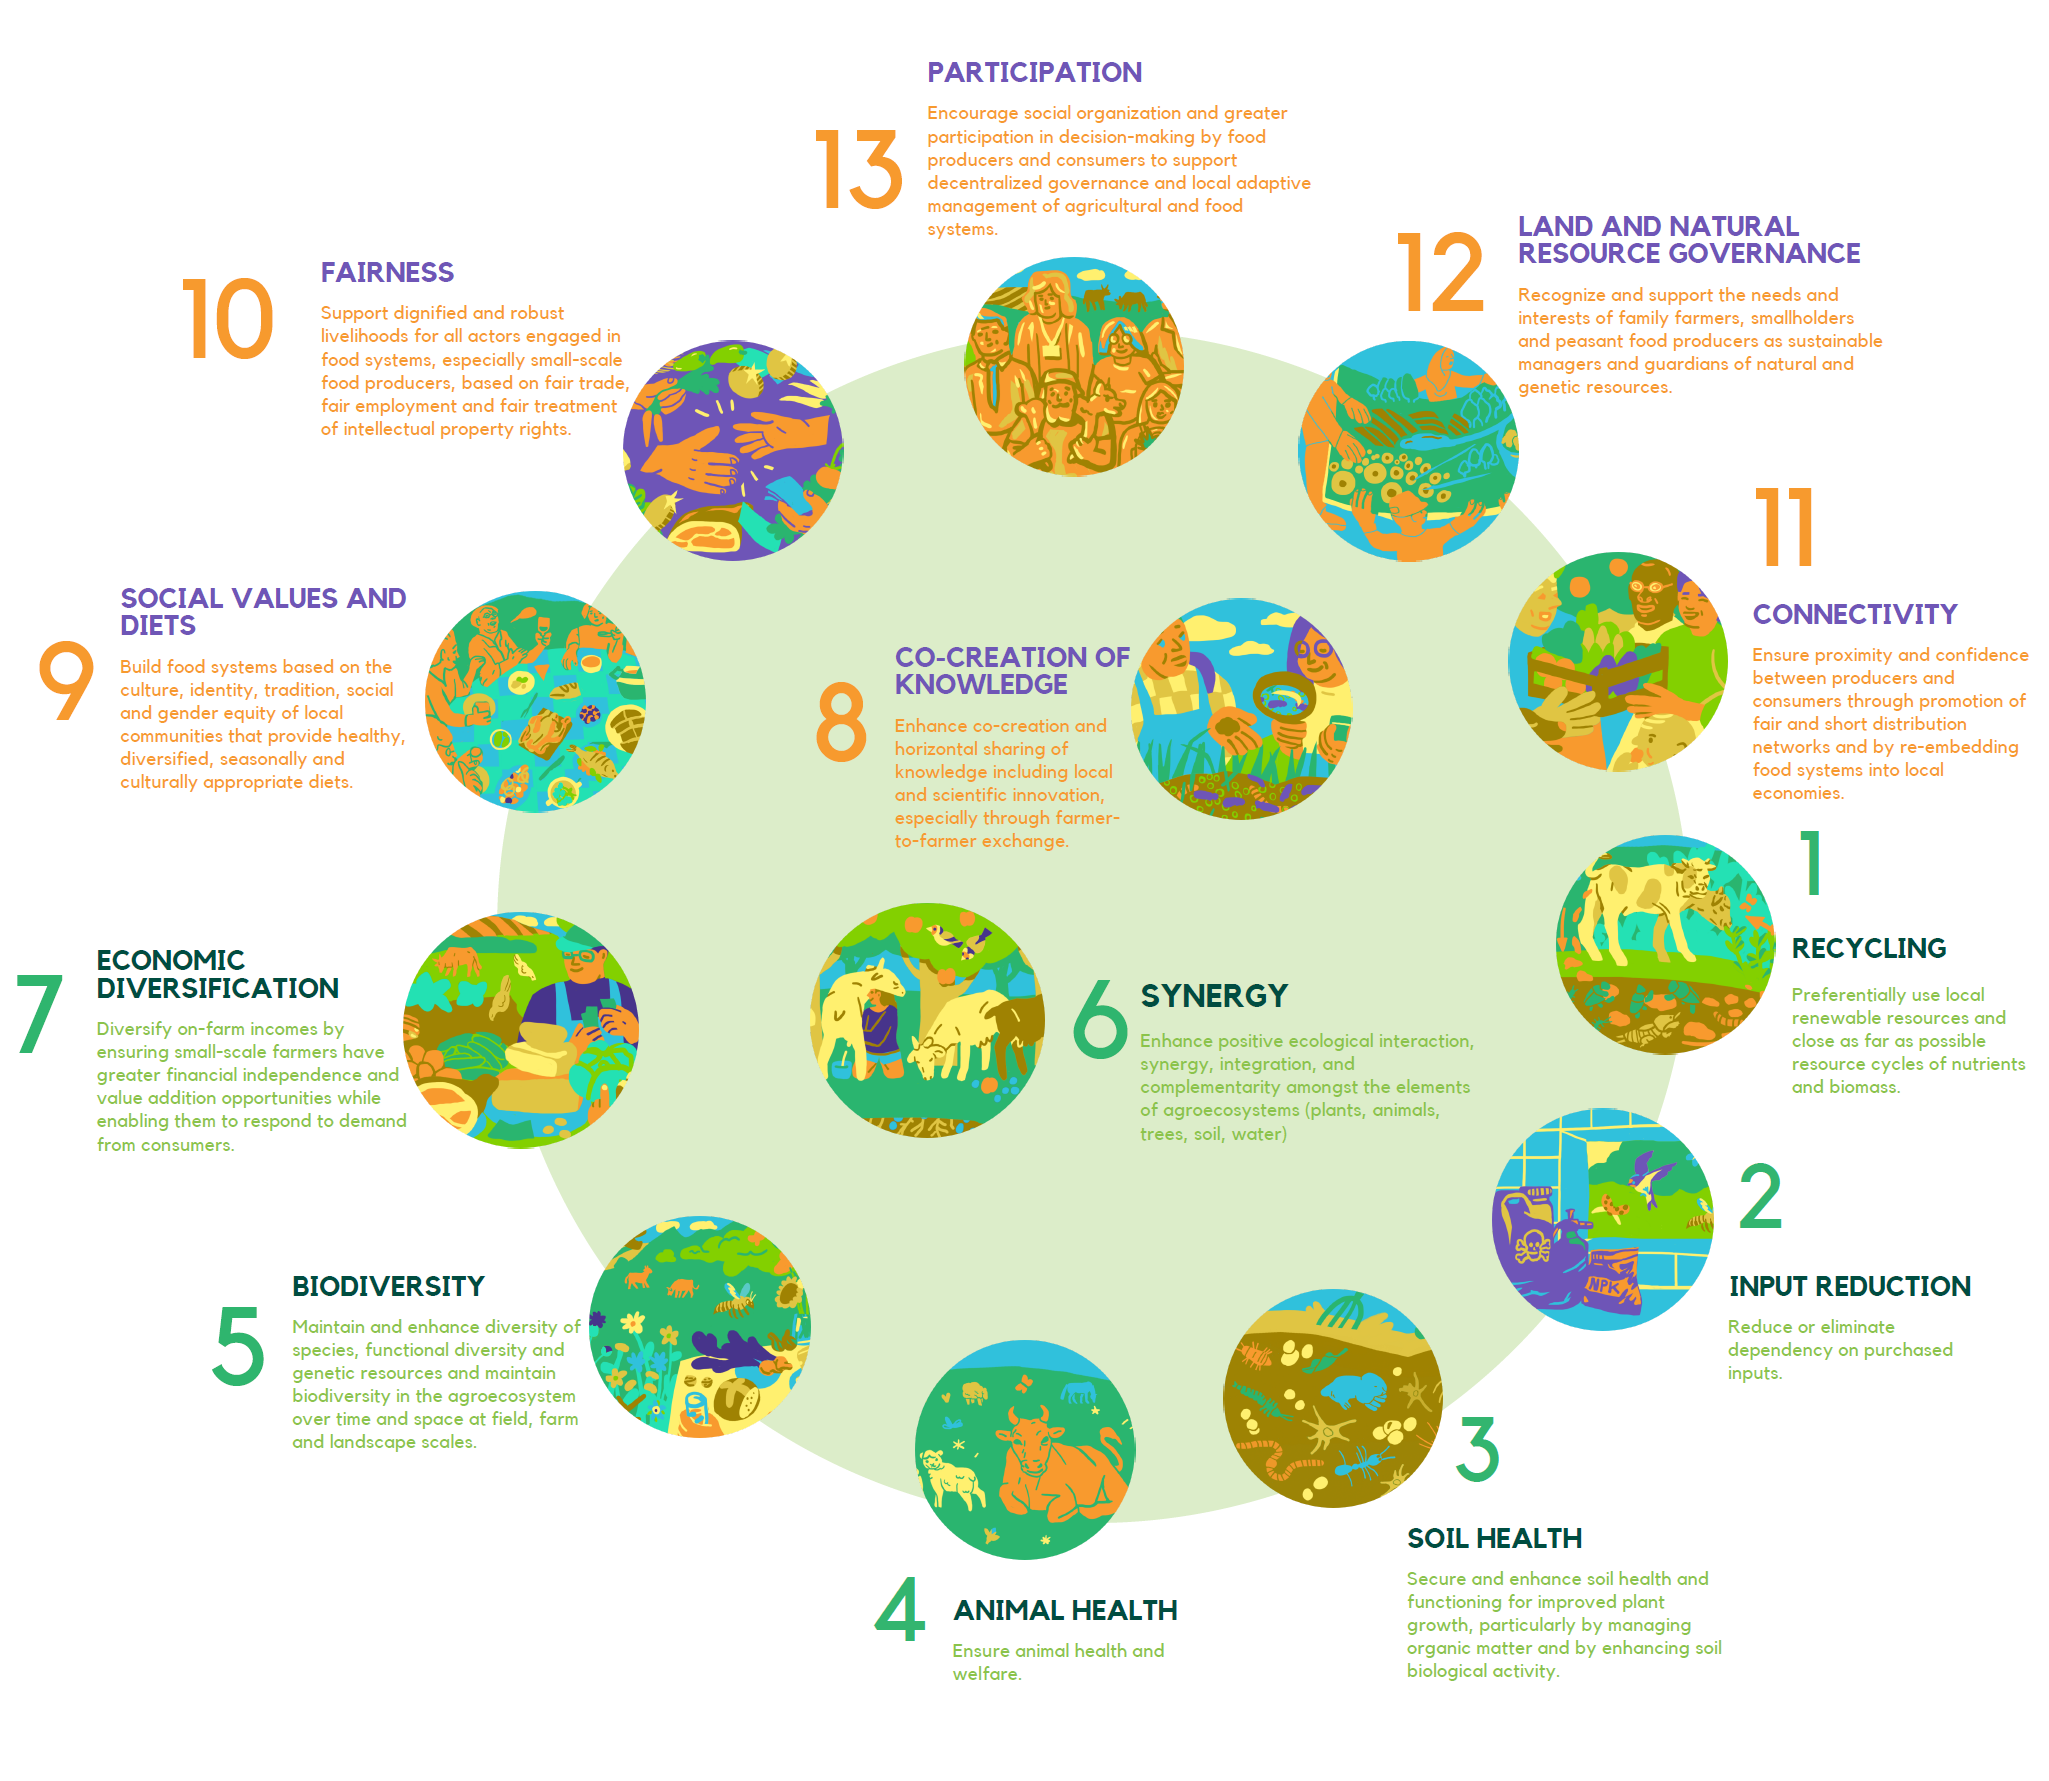 13
PARTICIPATION
Encourage social organization and greater
participation in decision-making by food
producers and consumers to support
decentralized governance and local adaptive
management of agricultural and food
systems.
12
LAND AND NATURAL
RESOURCE GOVERNANCE
Recognize and support the needs and
interests of family farmers, smallholders
and peasant food producers as sustainable
managers and guardians of natural and
genetic resources.
10
FAIRNESS
Support dignified and robust
livelihoods for all actors engaged in
food systems, especially small-scale
food producers, based on fair trade,
fair employment and fair treatment
of intellectual property rights.
11
CONNECTIVITY
Ensure proximity and confidence
between producers and
consumers through promotion of
fair and short distribution
networks and by re-embedding
food systems into local
economies.
9
SOCIAL VALUES AND
DIETS
Build food systems based on the
culture, identity, tradition, social
and gender equity of local
communities that provide healthy,
diversified, seasonally and
culturally appropriate diets.
8
CO-CREATION OF
KNOWLEDGE
Enhance co-creation and
horizontal sharing of
knowledge including local
and scientific innovation,
especially through farmer-
to-farmer exchange.
1
RECYCLING
Preferentially use local
renewable resources and
close as far as possible
resource cycles of nutrients
and biomass.
7
ECONOMIC
DIVERSIFICATION
Diversify on-farm incomes by
ensuring small-scale farmers have
greater financial independence and
value addition opportunities while
enabling them to respond to demand
from consumers.
6
SYNERGY
Enhance positive ecological interaction,
synergy, integration, and
complementarity amongst the elements
of agroecosystems (plants, animals,
trees, soil, water)
2
NPK
INPUT REDUCTION
Reduce or eliminate
dependency on purchased
inputs.
5
BIODIVERSITY
Maintain and enhance diversity of
species, functional diversity and
genetic resources and maintain
biodiversity in the agroecosystem
over time and space at field, farm
and landscape scales.
3
SOIL HEALTH
Secure and enhance soil health and
functioning for improved plant
growth, particularly by managing
organic matter and by enhancing soil
biological activity.
4
ANIMAL HEALTH
Ensure animal health and
welfare.